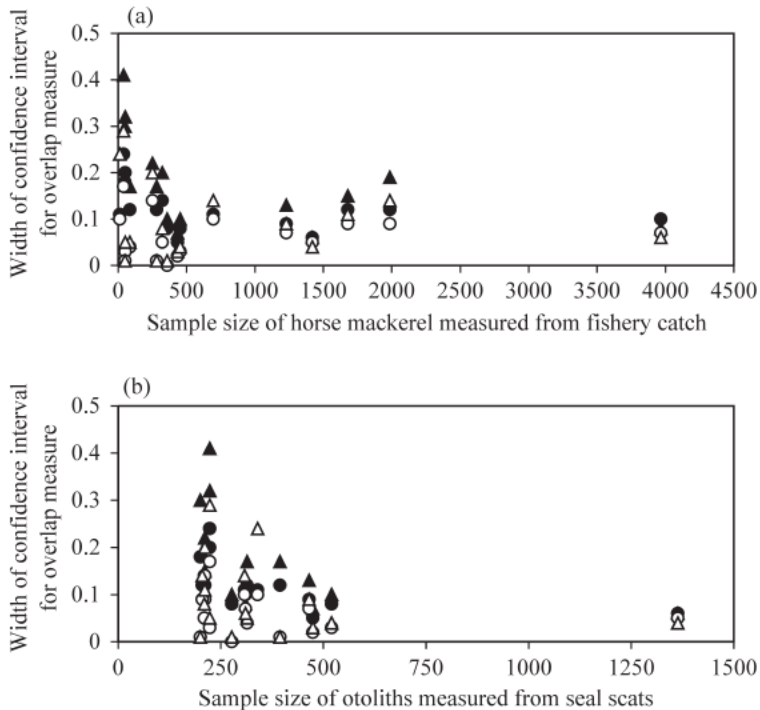 (a)
Width of confidence interval
for overlap measure
0.5
0.4
0.3
0.2
0.1
0
0 500 1000 1500 2000 2500 3000 3500 4000 4500
Sample size of horse mackerel measured from fishery catch
(b)
Width of confidence interval
for overlap measure
0.5
0.4
0.3
0.2
0.1
0
0 250 500 750 1000 1250 1500
Sample size of otoliths measured from seal scats